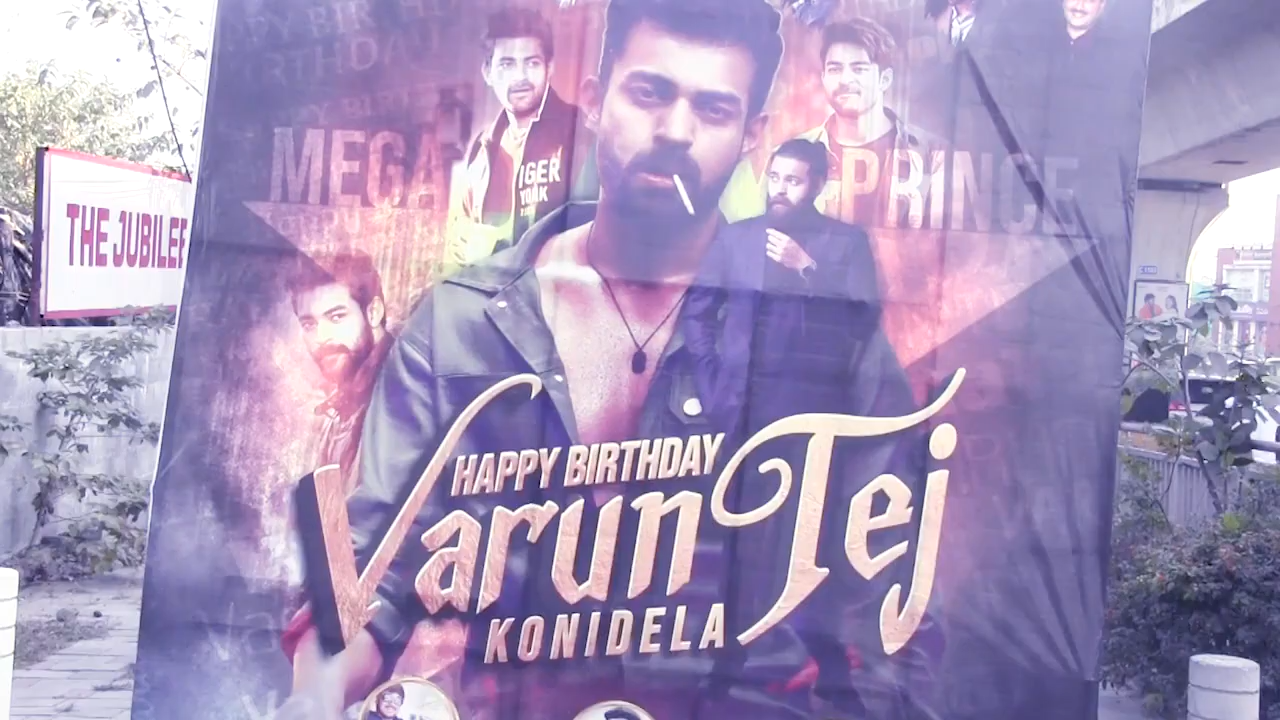 MEGA PRINCE
THE JUBILEE
HAPPY BIRTHDAY
Varun Tej
KONIDELA